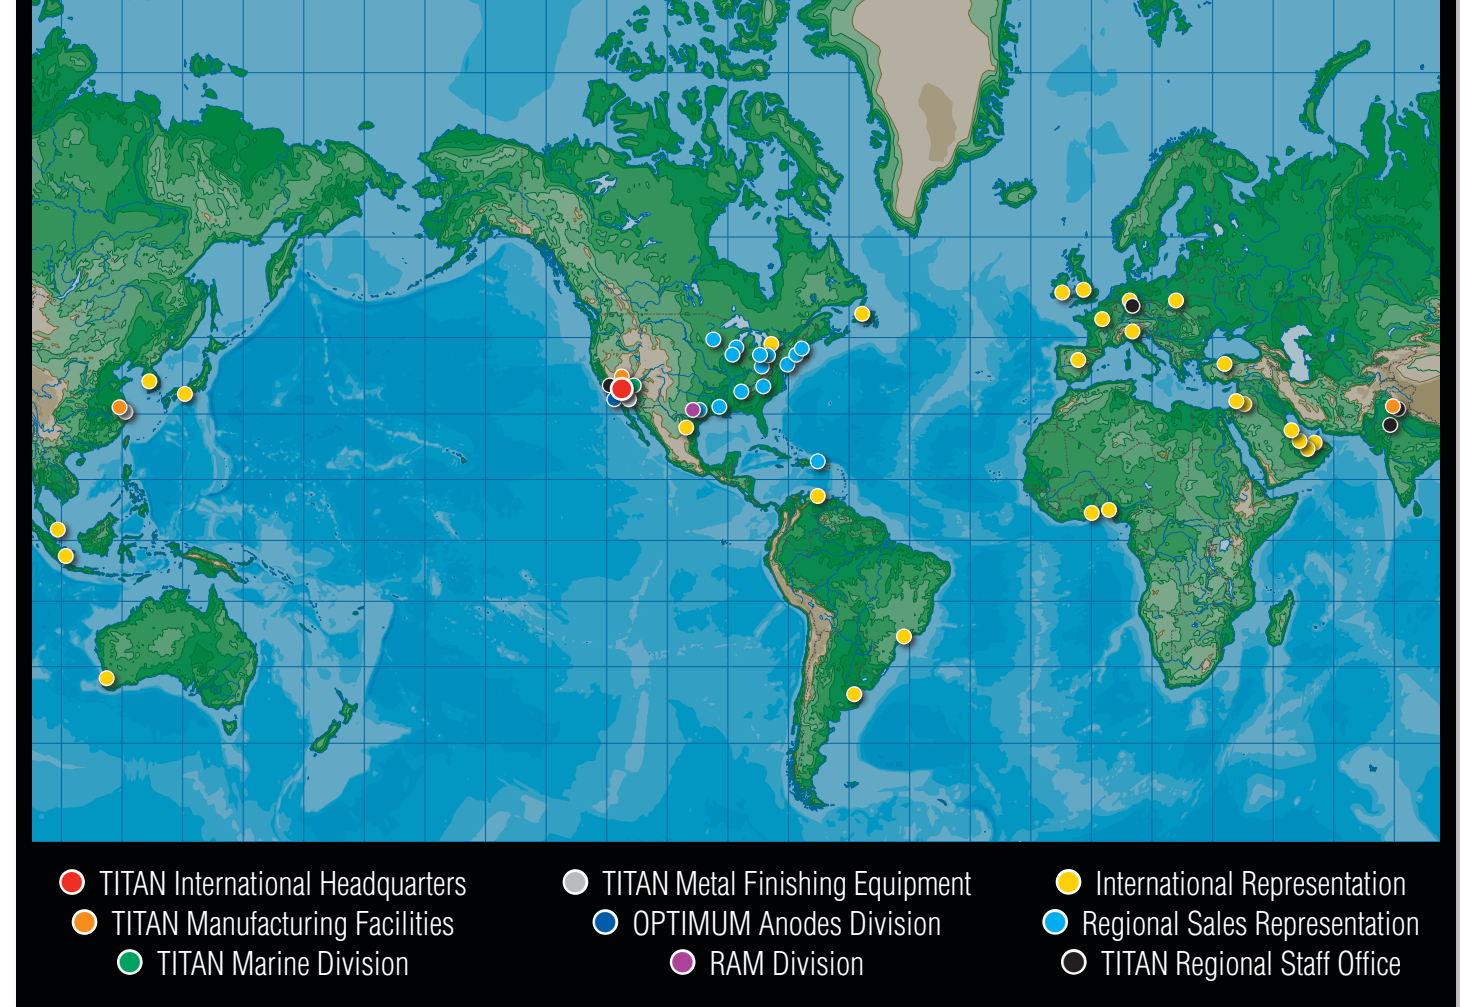 TITAN International Headquarters
TITAN Manufacturing Facilities
TITAN Marine Division
TITAN Metal Finishing Equipment
OPTIMUM Anodes Division
RAM Division
International Representation
Regional Sales Representation
TITAN Regional Staff Office